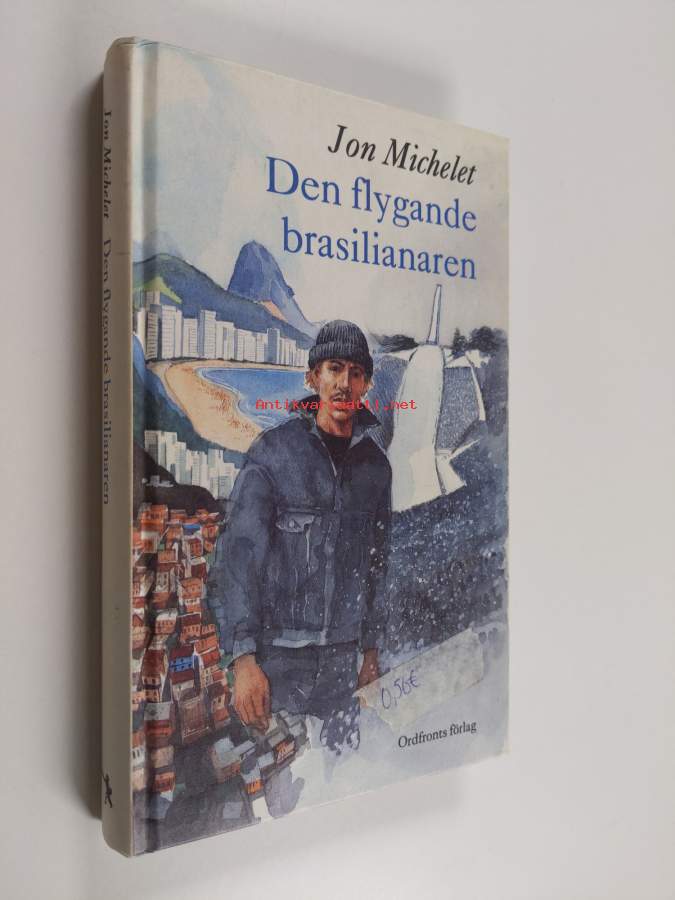 Jon Michelet
Den flygande
brasilianaren
Antikvariaatti.net
0,50€
Ordfronts förlag
Jon Michelet Den flygande brasilianaren